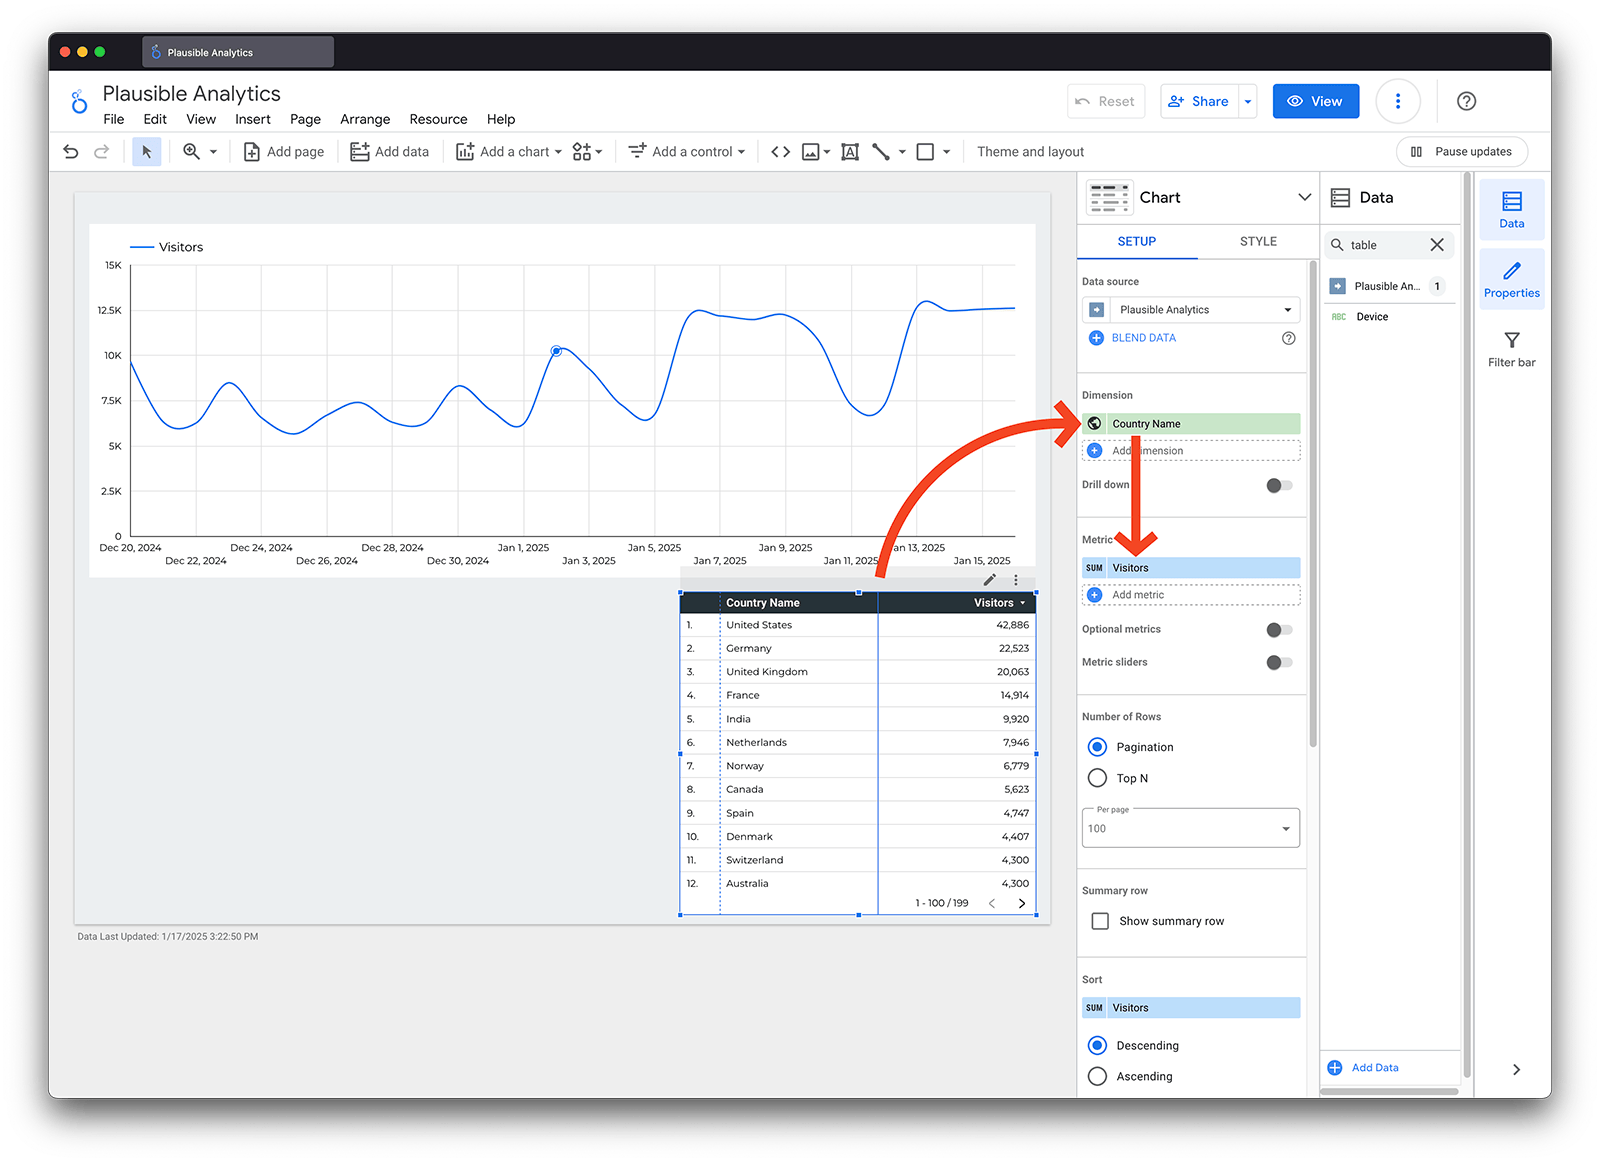 Plausible Analytics
Plausible Analytics
File Edit View Insert Page Arrange Resource Help
Reset
Share
View
Add page
Add data
Add a chart
Add a control
Theme and layout
Pause updates
Visitors
15K
12.5K
10K
7.5K
5K
2.5K
0
Dec 20, 2024
Dec 22, 2024
Dec 24, 2024
Dec 26, 2024
Dec 28, 2024
Dec 30, 2024
Jan 1, 2025
Jan 3, 2025
Jan 5, 2025
Jan 7, 2025
Jan 9, 2025
Jan 11, 2025
an 13, 2025
Jan 15, 2025
Country Name Visitors
1. United States 42,886
2. Germany 22,523
3. United Kingdom 20,063
4. France 14,914
5. India 9,920
6. Netherlands 7,946
7. Norway 6,779
8. Canada 5,623
9. Spain 4,747
10. Denmark 4,407
11. Switzerland 4,300
12. Australia 4,300
1 - 100 / 199
Data Last Updated: 1/17/2025 3:22:50 PM
Chart
SETUP STYLE
Data source
Plausible Analytics
BLEND DATA
Dimension
Country Name
Add dimension
Drill down
Metric
SUM Visitors
Add metric
Optional metrics
Metric sliders
Number of Rows
Pagination
Top N
Per page
100
Summary row
Show summary row
Sort
SUM Visitors
Descending
Ascending
Data
table
Plausible An... 1
ABC Device
Add Data
Data
Properties
Filter bar